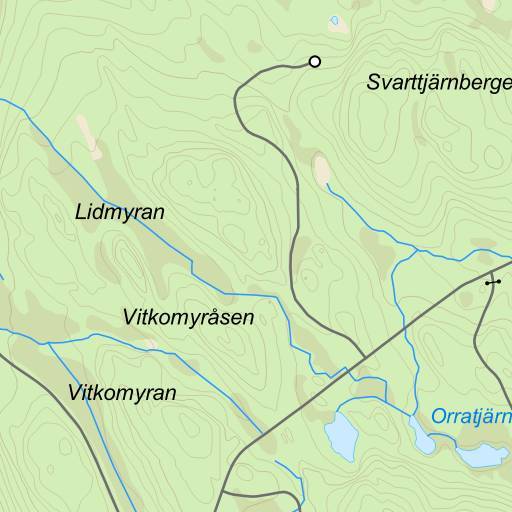 Svarttjärnberge
Lidmyran
Vitkomyråsen
Vitkomyran
Orratjärn